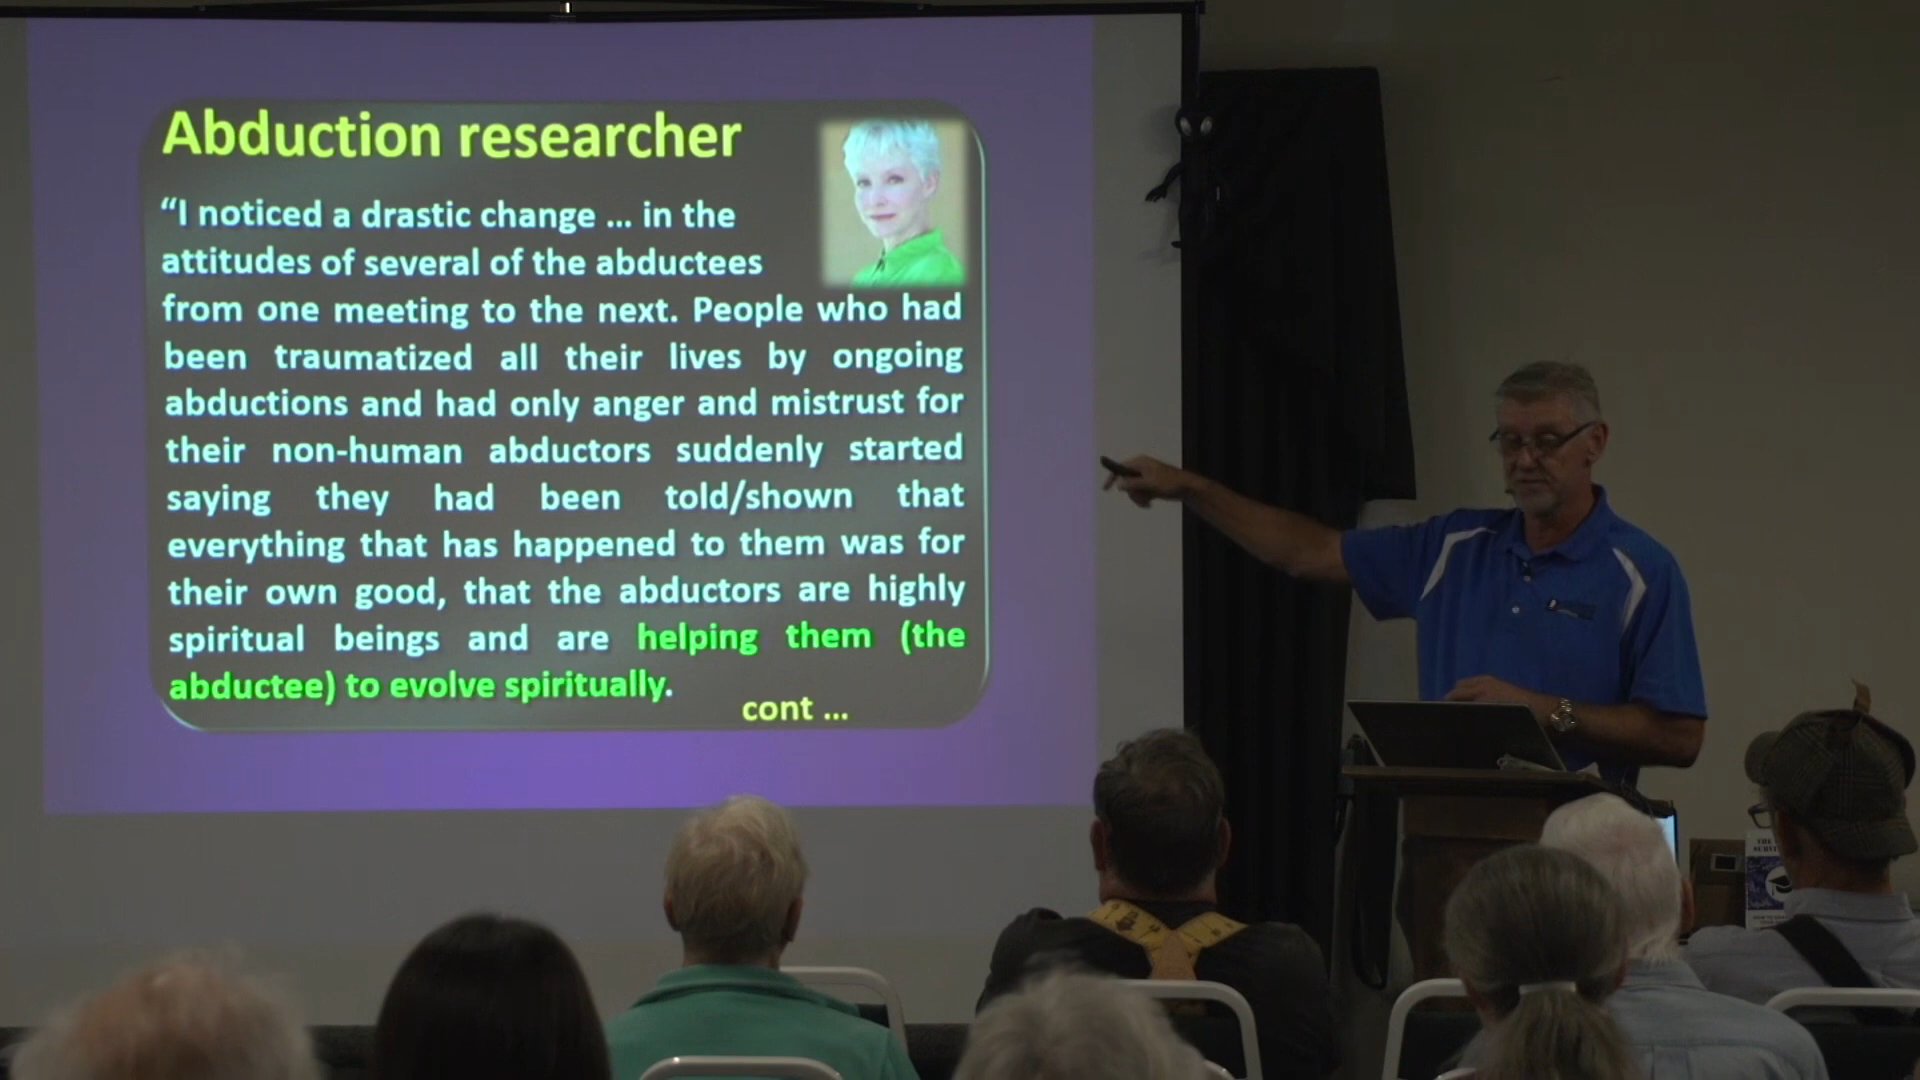 Abduction researcher
“I noticed a drastic change ... in the
attitudes of several of the abductees
from one meeting to the next. People who had
been traumatized all their lives by ongoing
abductions and had only anger and mistrust for
their non-human abductors suddenly started
saying they had been told/shown that
everything that has happened to them was for
their own good, that the abductors are highly
spiritual beings and are helping them (the
abductee) to evolve spiritually.
cont ...